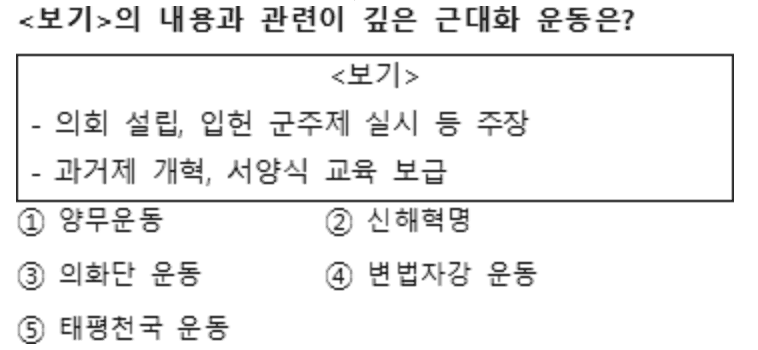 <보기>의 내용과 관련이 깊은 근대화 운동은?
<보기>
- 의회 설립, 입헌 군주제 실시 등 주장
- 과거제 개혁, 서양식 교육 보급
① 양무운동 ② 신해혁명
③ 의화단 운동 ④ 변법자강 운동
⑤ 태평천국 운동